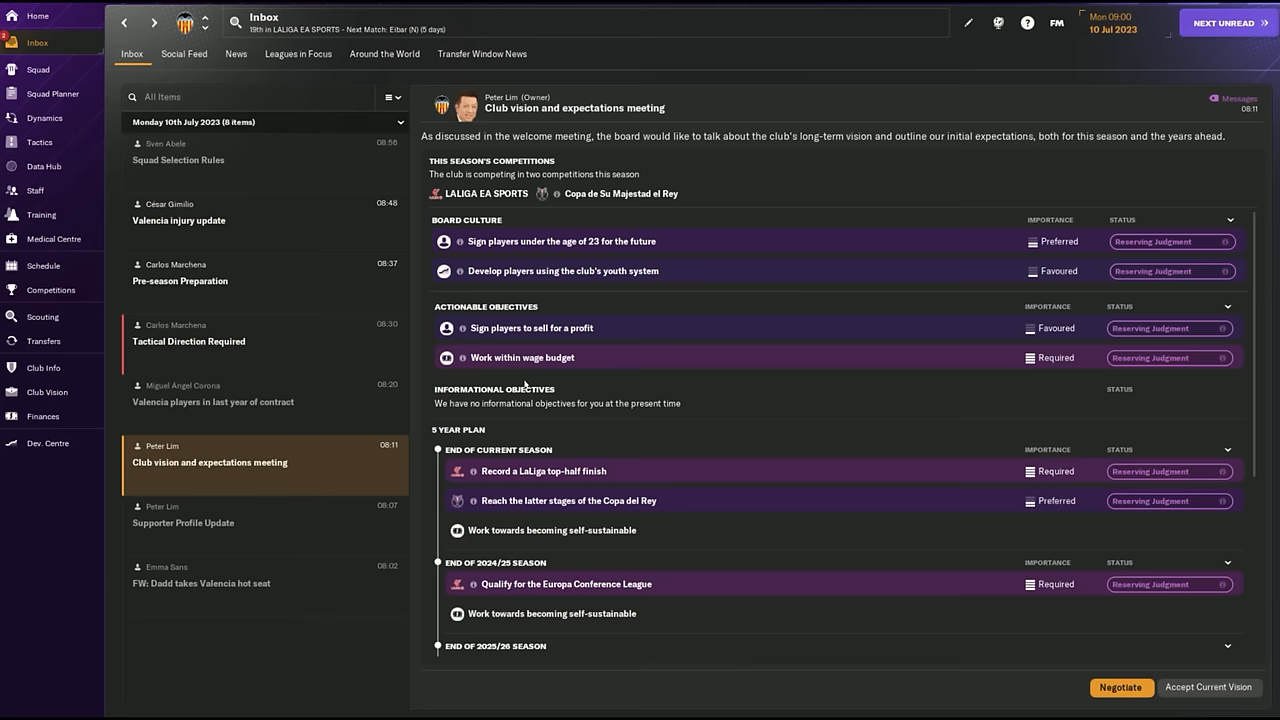 Home
Inbox
2
Squad
Squad Planner
Dynamics
Tactics
Data Hub
Staff
Training
Medical Centre
Schedule
Competitions
Scouting
Transfers
Club Info
Club Vision
Finances
Dev. Centre
Inbox
19th in LALIGA EA SPORTS - Next Match: Eibar (N) (5 days)
FM
Mon 09:00
10 Jul 2023
NEXT UNREAD
Inbox Social Feed News Leagues in Focus Around the World Transfer Window News
All Items
Monday 10th July 2023 (8 items)
Sven Abele 08:56
Squad Selection Rules
César Gimilio 08:48
Valencia injury update
Carlos Marchena 08:37
Pre-season Preparation
Carlos Marchena 08:30
Tactical Direction Required
Miguel Ángel Corona 08:20
Valencia players in last year of contract
Peter Lim 08:11
Club vision and expectations meeting
Peter Lim 08:07
Supporter Profile Update
Emma Sans 08:02
FW: Dadd takes Valencia hot seat
Peter Lim (Owner)
Club vision and expectations meeting
Messages
08:11
As discussed in the welcome meeting, the board would like to talk about the club's long-term vision and outline our initial expectations, both for this season and the years ahead.
THIS SEASON'S COMPETITIONS
The club is competing in two competitions this season
LALIGA EA SPORTS Copa de Su Majestad el Rey
BOARD CULTURE IMPORTANCE STATUS
Sign players under the age of 23 for the future Preferred Reserving Judgment
Develop players using the club's youth system Favoured Reserving Judgment
ACTIONABLE OBJECTIVES IMPORTANCE STATUS
Sign players to sell for a profit Favoured Reserving Judgment
Work within wage budget Required Reserving Judgment
INFORMATIONAL OBJECTIVES STATUS
We have no informational objectives for you at the present time
5 YEAR PLAN
END OF CURRENT SEASON IMPORTANCE STATUS
Record a LaLiga top-half finish Required Reserving Judgment
Reach the latter stages of the Copa del Rey Preferred Reserving Judgment
Work towards becoming self-sustainable
END OF 2024/25 SEASON IMPORTANCE STATUS
Qualify for the Europa Conference League Required Reserving Judgment
Work towards becoming self-sustainable
END OF 2025/26 SEASON
Negotiate Accept Current Vision